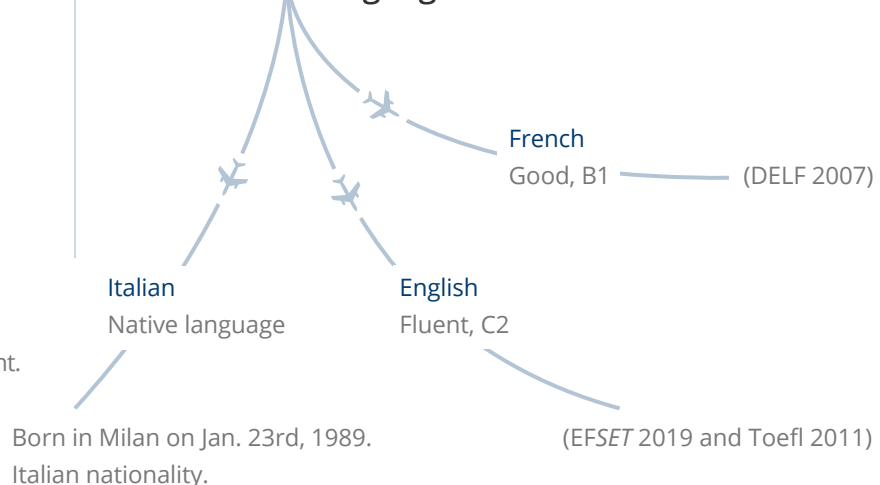 French
Good, B1
(DELF 2007)
Italian
Native language
English
Fluent, C2
Born in Milan on Jan. 23rd, 1989.
Italian nationality.
(EFSET 2019 and Toefl 2011)